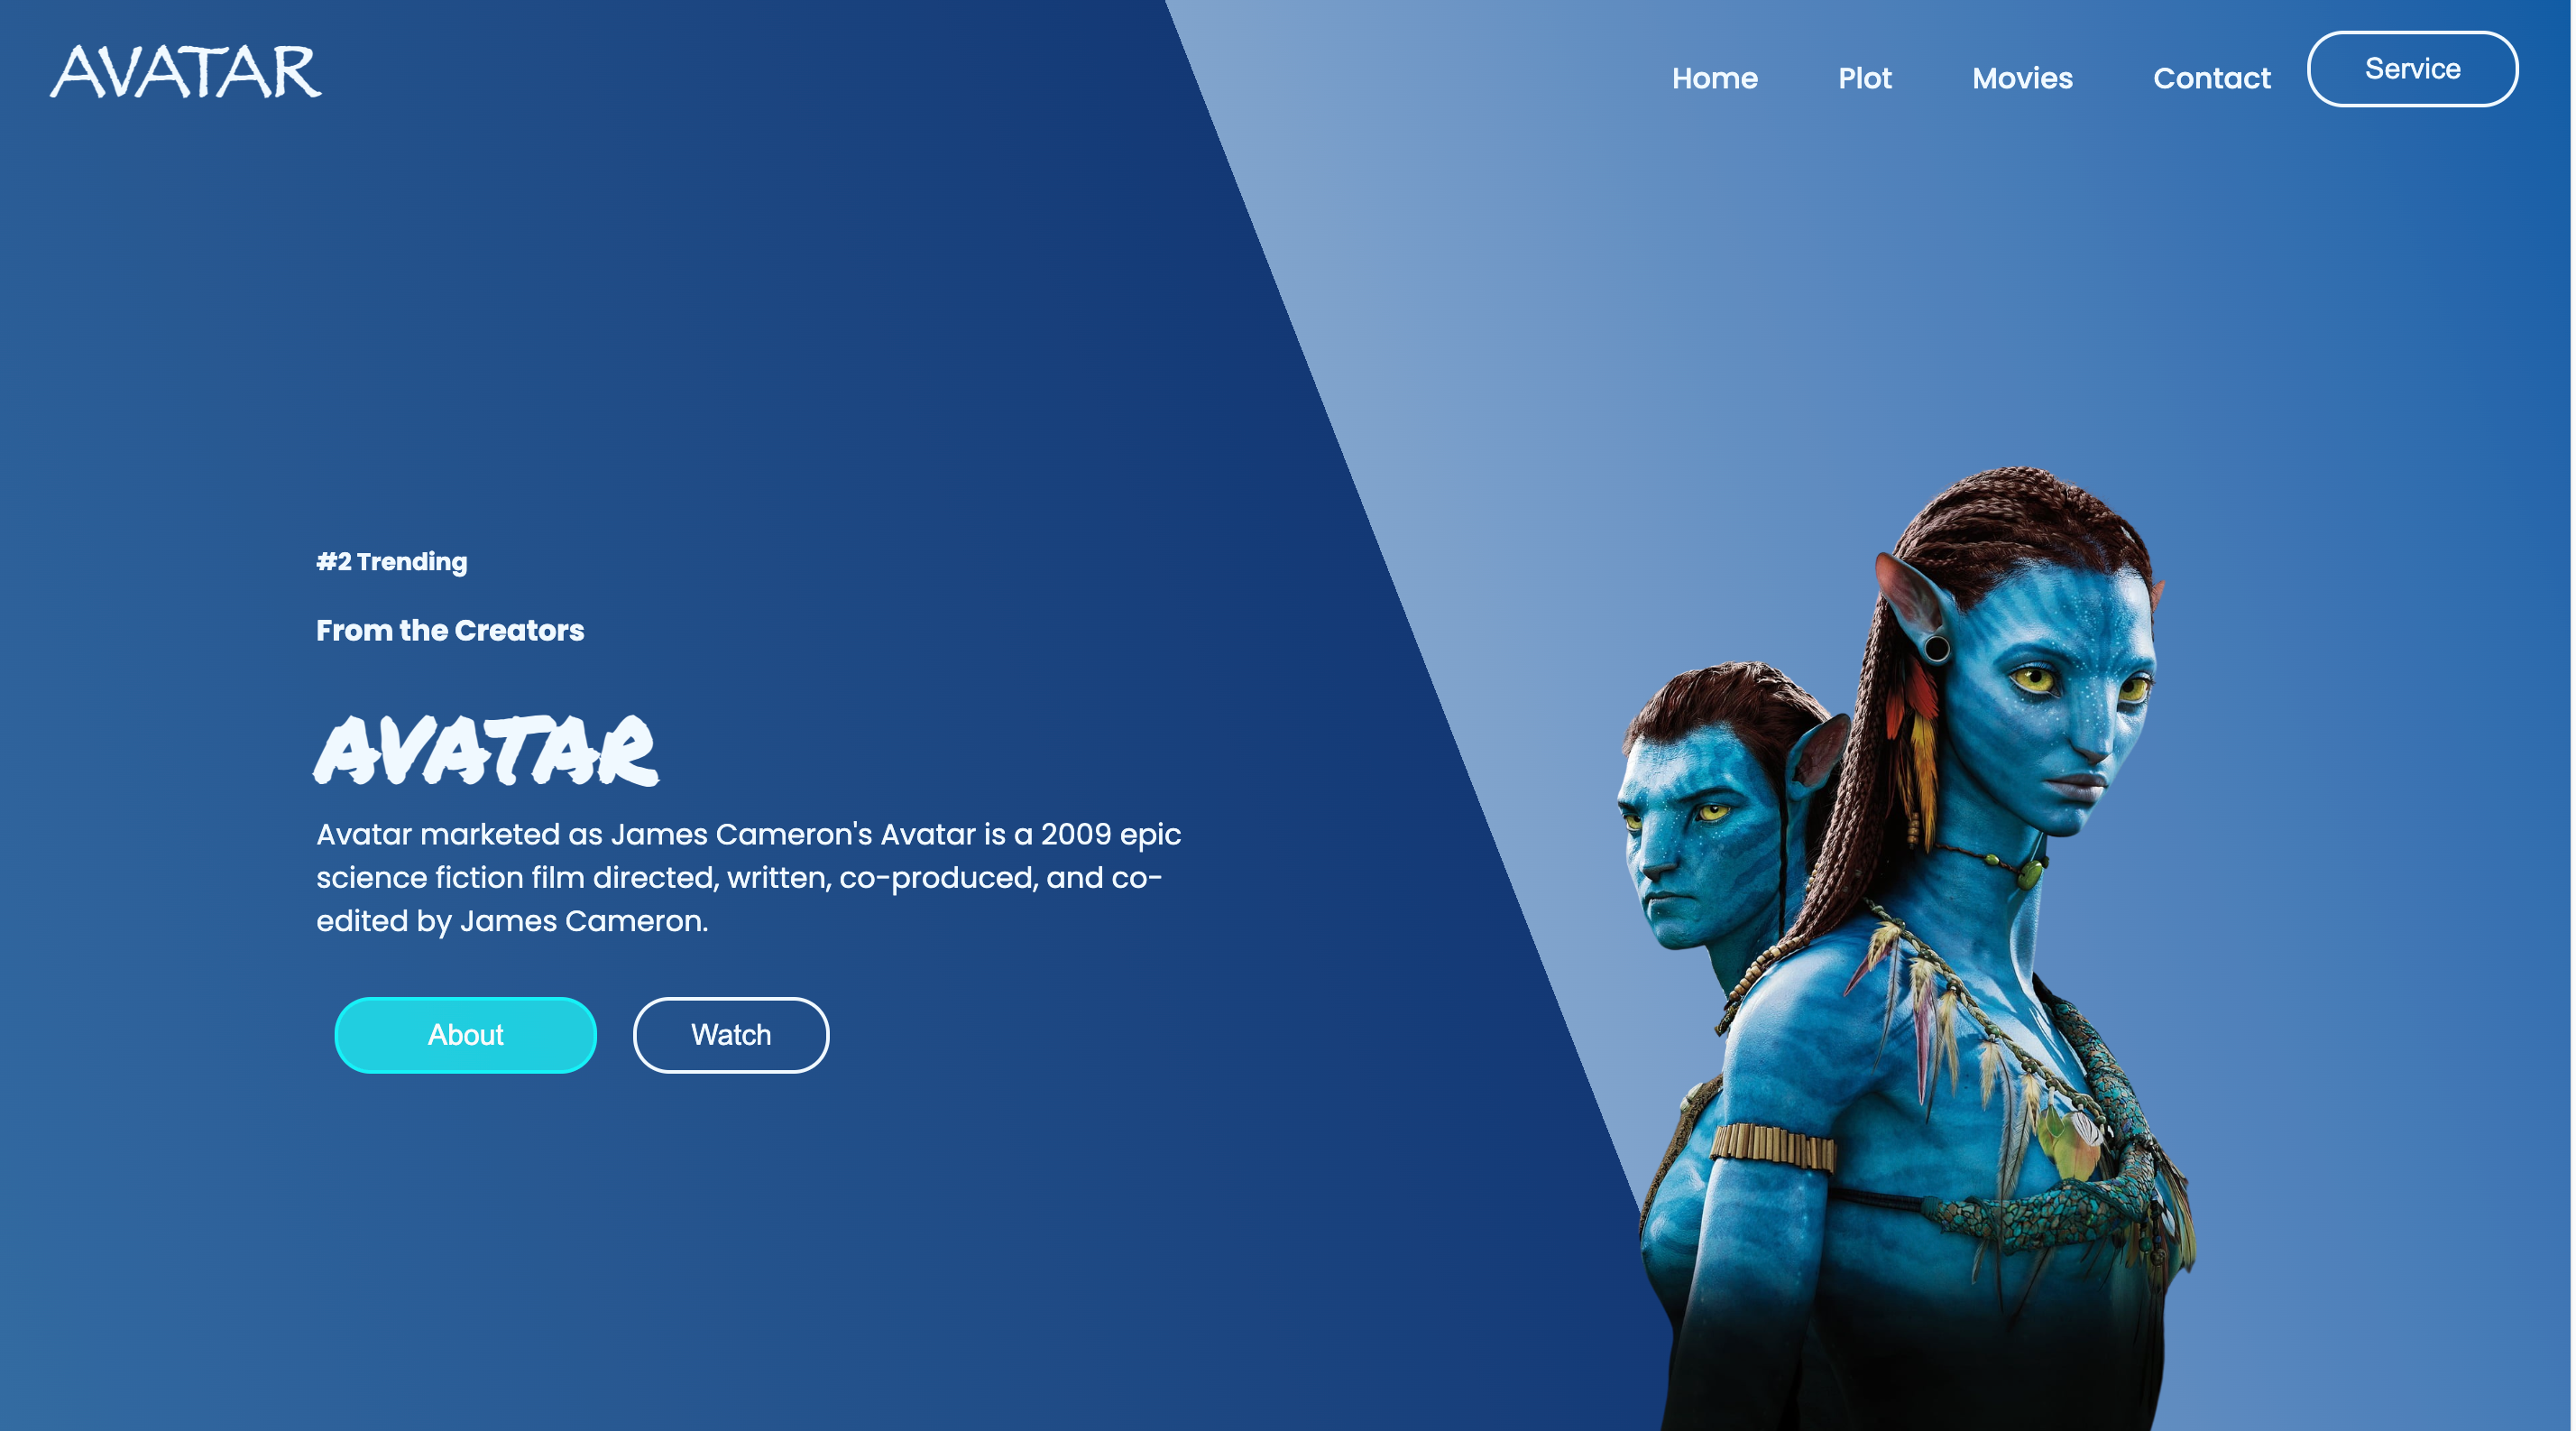 AVATAR
Home Plot Movies Contact Service
#2 Trending
From the Creators
AVATAR
Avatar marketed as James Cameron's Avatar is a 2009 epic
science fiction film directed, written, co-produced, and co-
edited by James Cameron.
About Watch